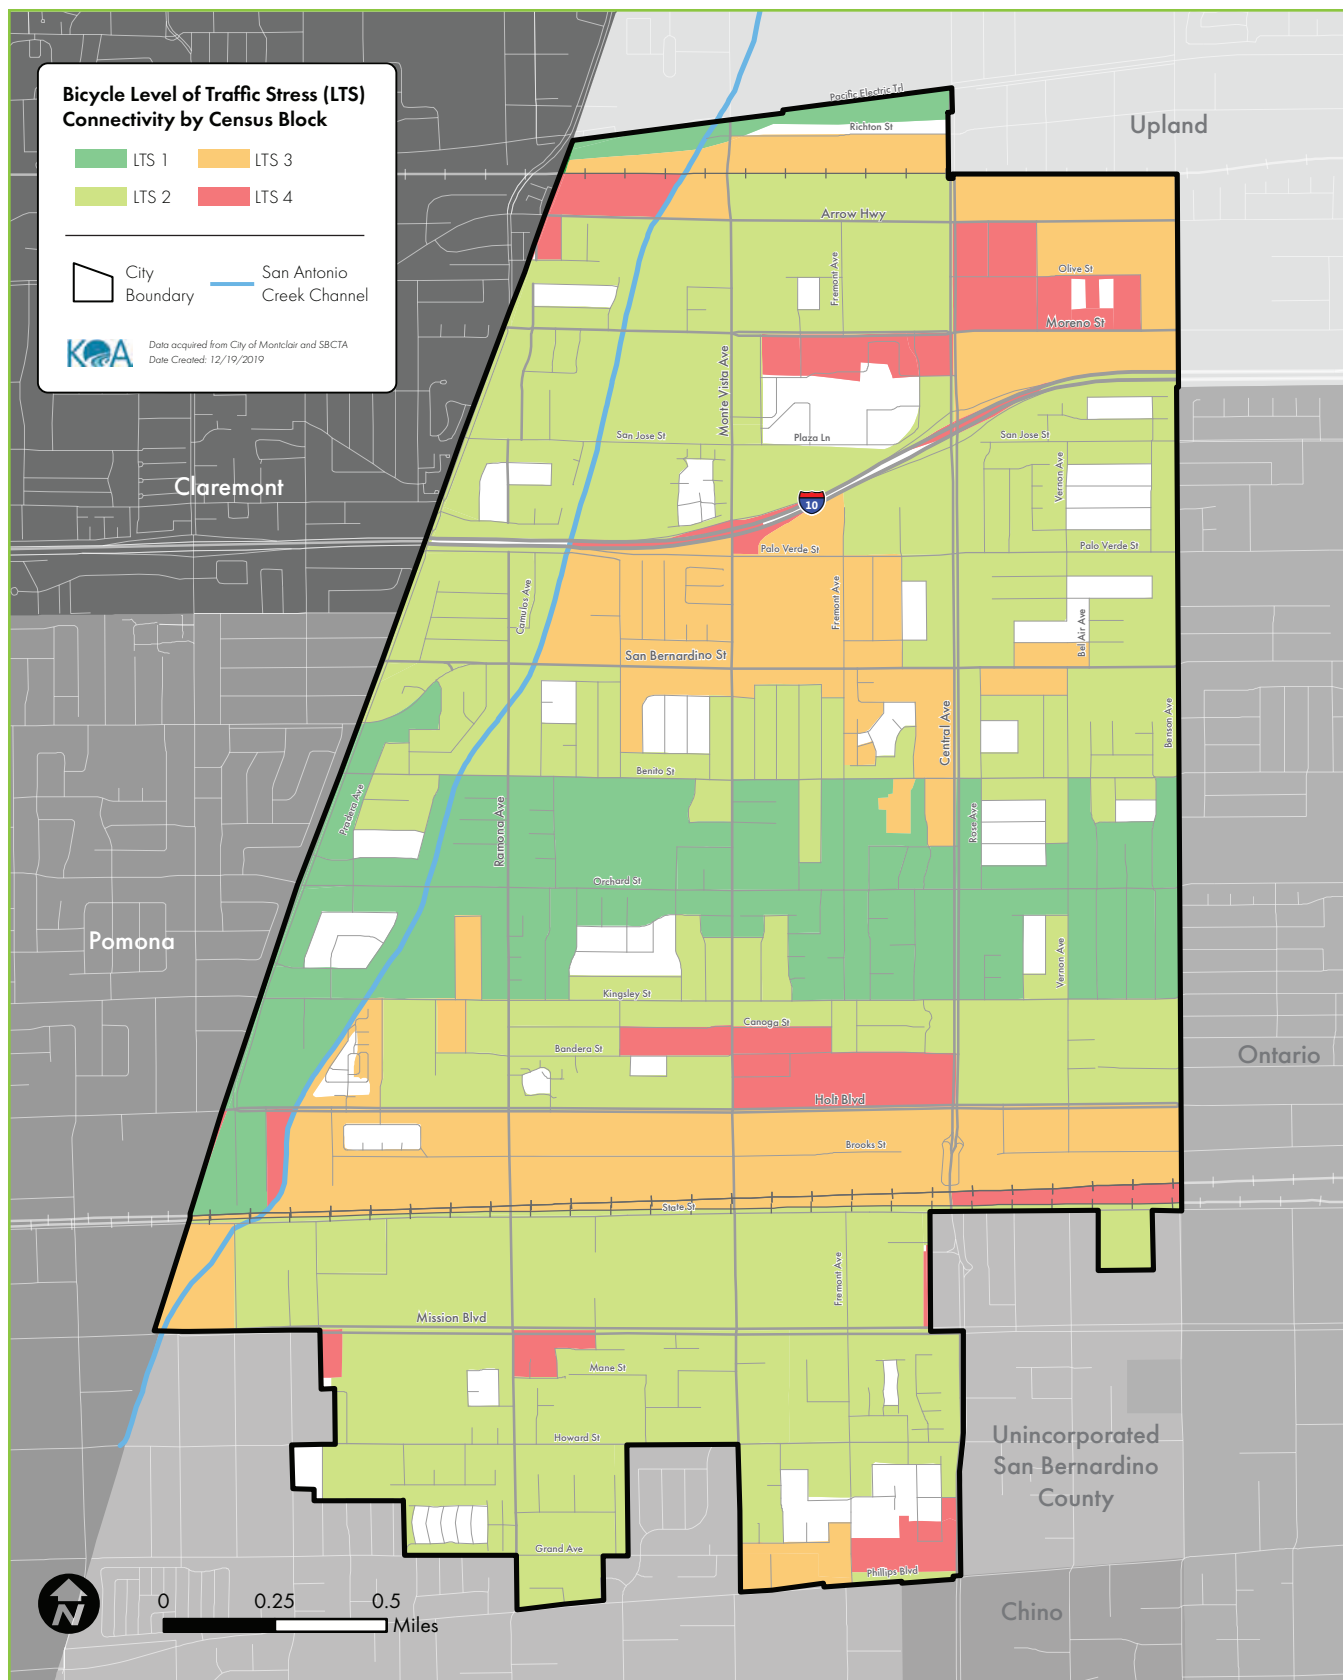 Bicycle Level of Traffic Stress (LTS)
Connectivity by Census Block
LTS 1
LTS 3
LTS 2
LTS 4
City
Boundary
San Antonio
Creek Channel
KOA
Data acquired from City of Montclair and SBCTA
Date Created: 12/19/2019
Pacific Electric Trl
Richton St
Upland
Arrow Hwy
Fremont Ave
Olive St
Moreno St
Monte Vista Ave
San Jose St
Plaza Ln
San Jose St
Vernon Ave
Claremont
10
Palo Verde St
Palo Verde St
Camulos Ave
Fremont Ave
Bel Air Ave
San Bernardino St
Central Ave
Benson Ave
Benito St
Pradera Ave
Ramona Ave
Rose Ave
Orchard St
Pomona
Vernon Ave
Kingsley St
Canoga St
Bandera St
Ontario
Holt Blvd
Brooks St
State St
Fremont Ave
Mission Blvd
Mane St
Howard St
Unincorporated
San Bernardino
County
Grand Ave
Phillips Blvd
Chino
N
0
0.25
0.5
Miles